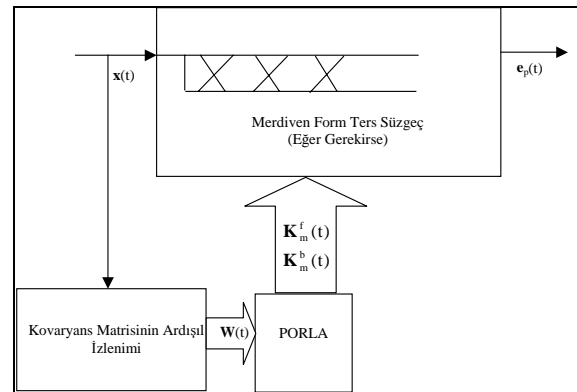 x(t)
e_p(t)
Merdiven Form Ters Süzgeç
(Eğer Gerekirse)
K_m^f(t)
K_m^b(t)
Kovaryans Matrisinin Ardışıl
İzlenimi
W(t)
PORLA